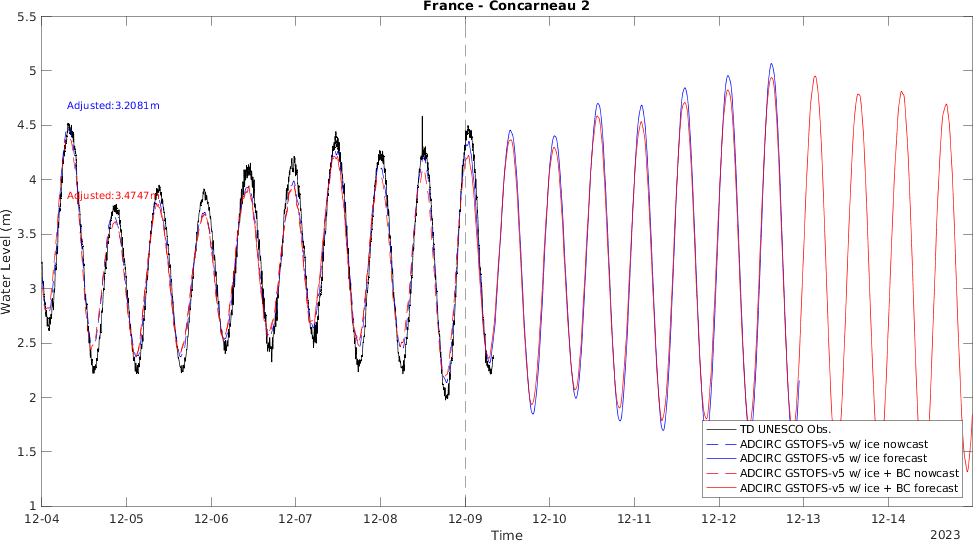 France - Concarneau 2
5.5
5
4.5
4
3.5
3
2.5
2
1.5
1
Water Level (m)
Adjusted:3.2081m
Adjusted:3.4747m
TD UNESCO Obs.
ADCIRC GSTOFS-v5 w/ ice nowcast
ADCIRC GSTOFS-v5 w/ ice forecast
ADCIRC GSTOFS-v5 w/ ice + BC nowcast
ADCIRC GSTOFS-v5 w/ ice + BC forecast
12-04 12-05 12-06 12-07 12-08 12-09 12-10 12-11 12-12 12-13 12-14
Time
2023